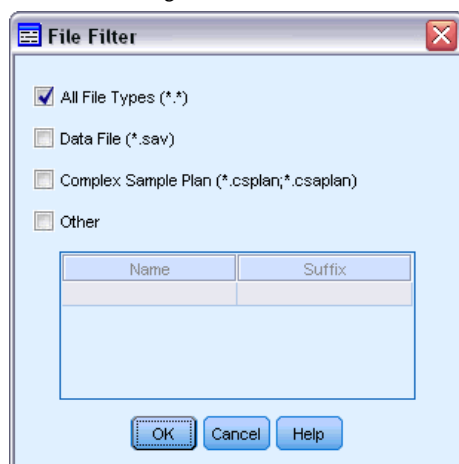 File Filter
All File Types (*.*)
Data File (*.sav)
Complex Sample Plan (*.csplan;*.csaplan)
Other
Name Suffix
OK Cancel Help